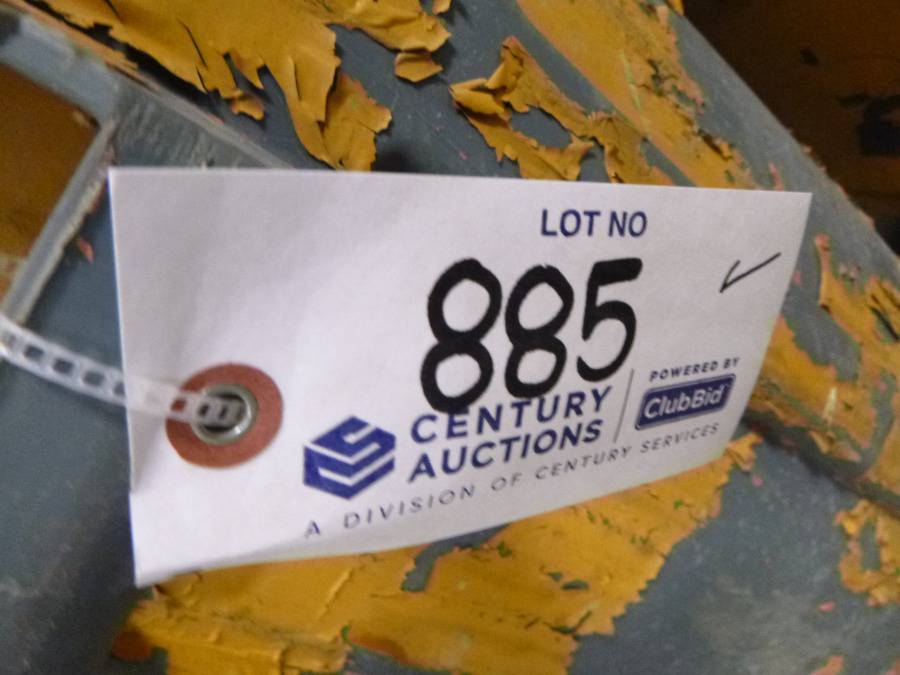 LOT NO
885
CENTURY
AUCTIONS
POWERED BY
ClubBid
A DIVISION OF CENTURY SERVICES